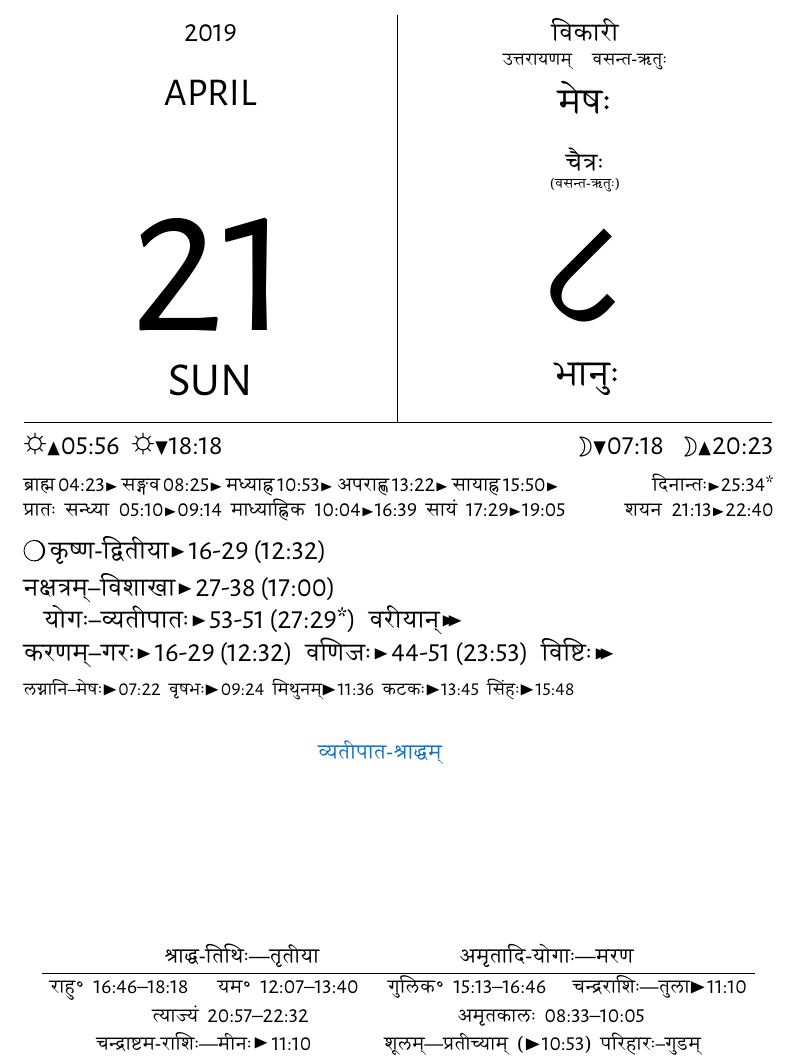 2019
APRIL
21
SUN
विकारी
उत्तरायणम् वसन्त-ऋतुः
मेषः
चैत्रः
(वसन्त-ऋतुः)
८
भानुः
☼▲05:56 ☼▼18:18 ☽▼07:18 ☽▲20:23
ब्राह्म 04:23► सङ्गव 08:25► मध्याह्न 10:53► अपराह्ण 13:22► सायाह्न 15:50► दिनान्तः►25:34*
प्रातः सन्ध्या 05:10►09:14 माध्याह्निक 10:04►16:39 सायं 17:29►19:05 शयन 21:13►22:40
❍कृष्ण-द्वितीया►16-29 (12:32)
नक्षत्रम्–विशाखा►27-38 (17:00)
योगः–व्यतीपातः►53-51 (27:29*) वरीयान्►►
करणम्–गरः►16-29 (12:32) वणिजः►44-51 (23:53) विष्टिः►►
लग्नानि–मेषः►07:22 वृषभः►09:24 मिथुनम्►11:36 कटकः►13:45 सिंहः►15:48
व्यतीपात-श्राद्धम्
श्राद्ध-तिथिः—तृतीया अमृतादि-योगाः—मरण
राहु° 16:46–18:18 यम° 12:07–13:40 गुलिक° 15:13–16:46 चन्द्रराशिः—तुला►11:10
त्याज्यं 20:57–22:32 अमृतकालः 08:33–10:05
चन्द्राष्टम-राशिः—मीनः►11:10 शूलम्—प्रतीच्याम् (►10:53) परिहारः–गुडम्